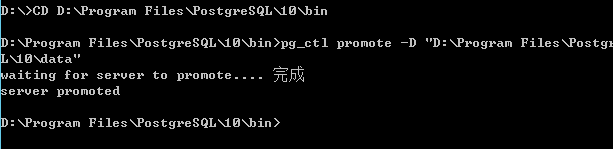 D:\>CD D:\Program Files\PostgreSQL\10\bin
D:\Program Files\PostgreSQL\10\bin>pg_ctl promote -D "D:\Program Files\Postgr
L\10\data"
waiting for server to promote.... 完成
server promoted
D:\Program Files\PostgreSQL\10\bin>